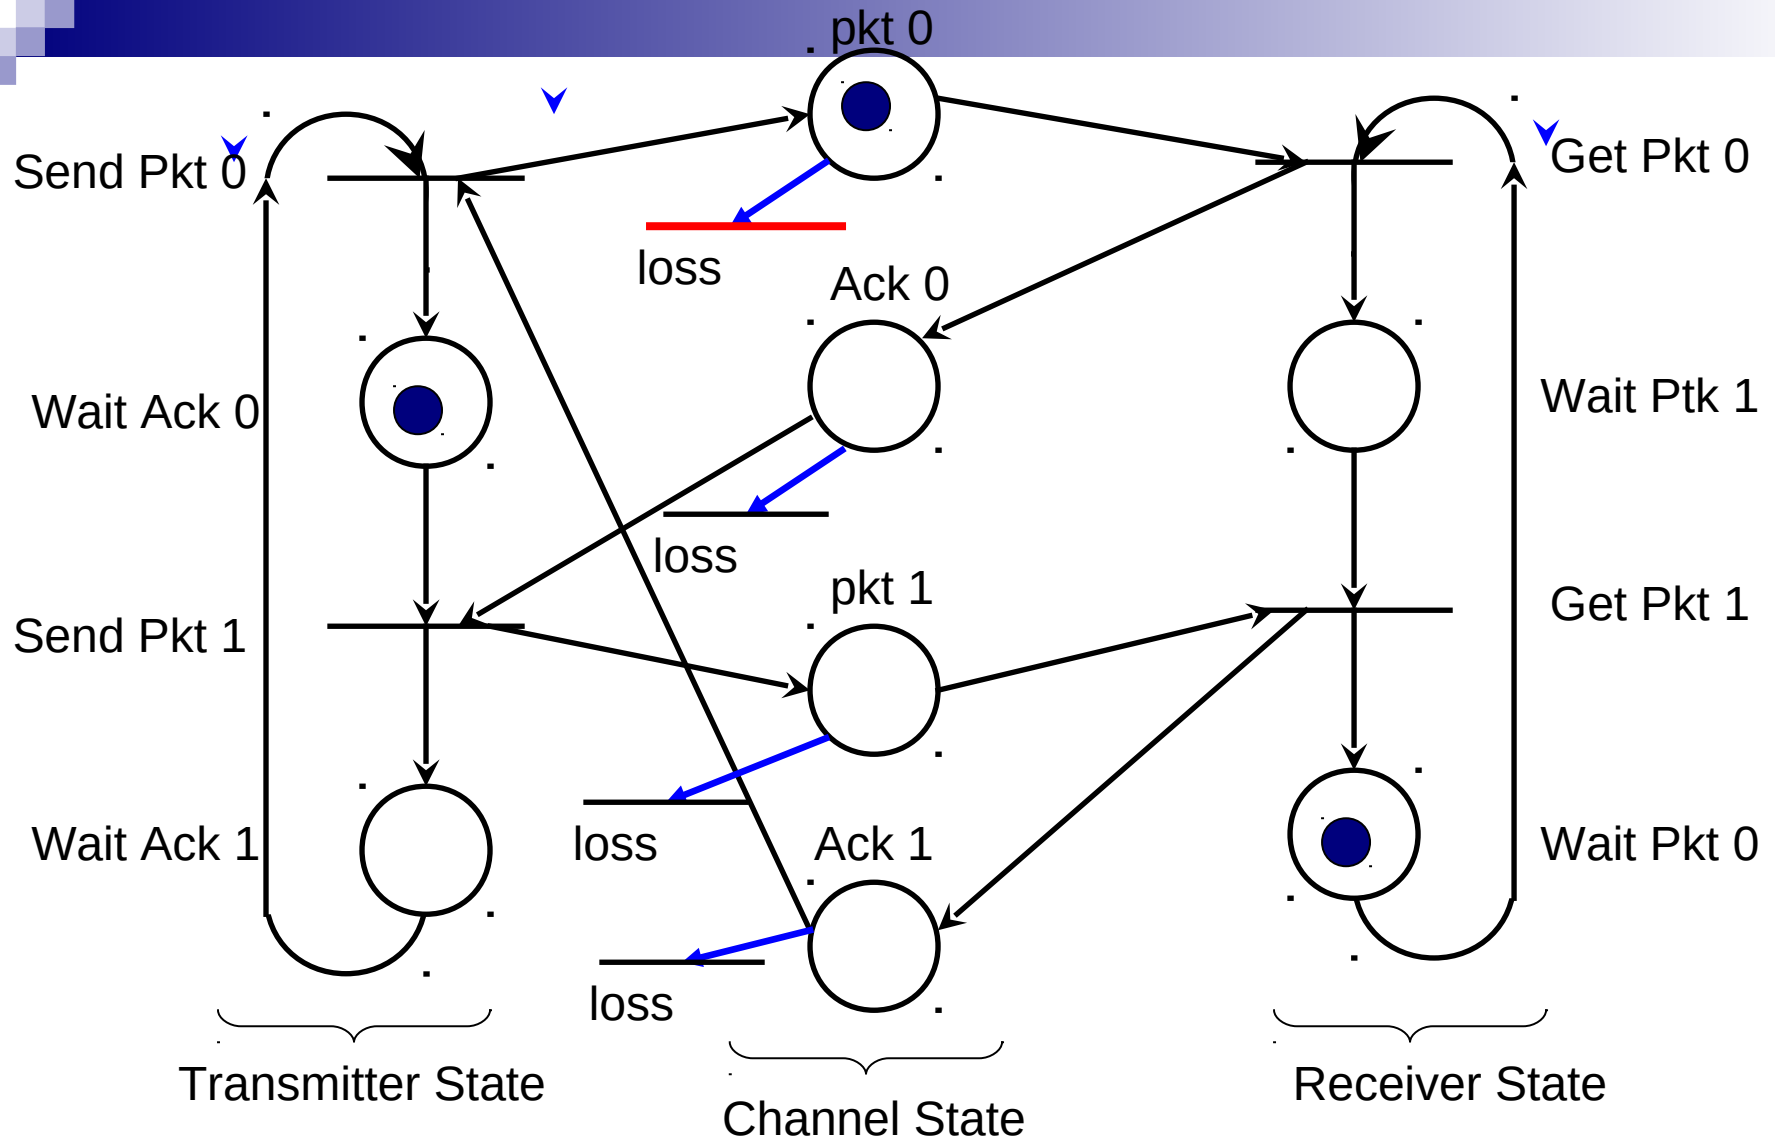 pkt 0
Send Pkt 0
Get Pkt 0
loss
Ack 0
Wait Ack 0
Wait Ptk 1
loss
pkt 1
Send Pkt 1
Get Pkt 1
loss
Ack 1
Wait Ack 1
Wait Pkt 0
loss
Transmitter State
Channel State
Receiver State